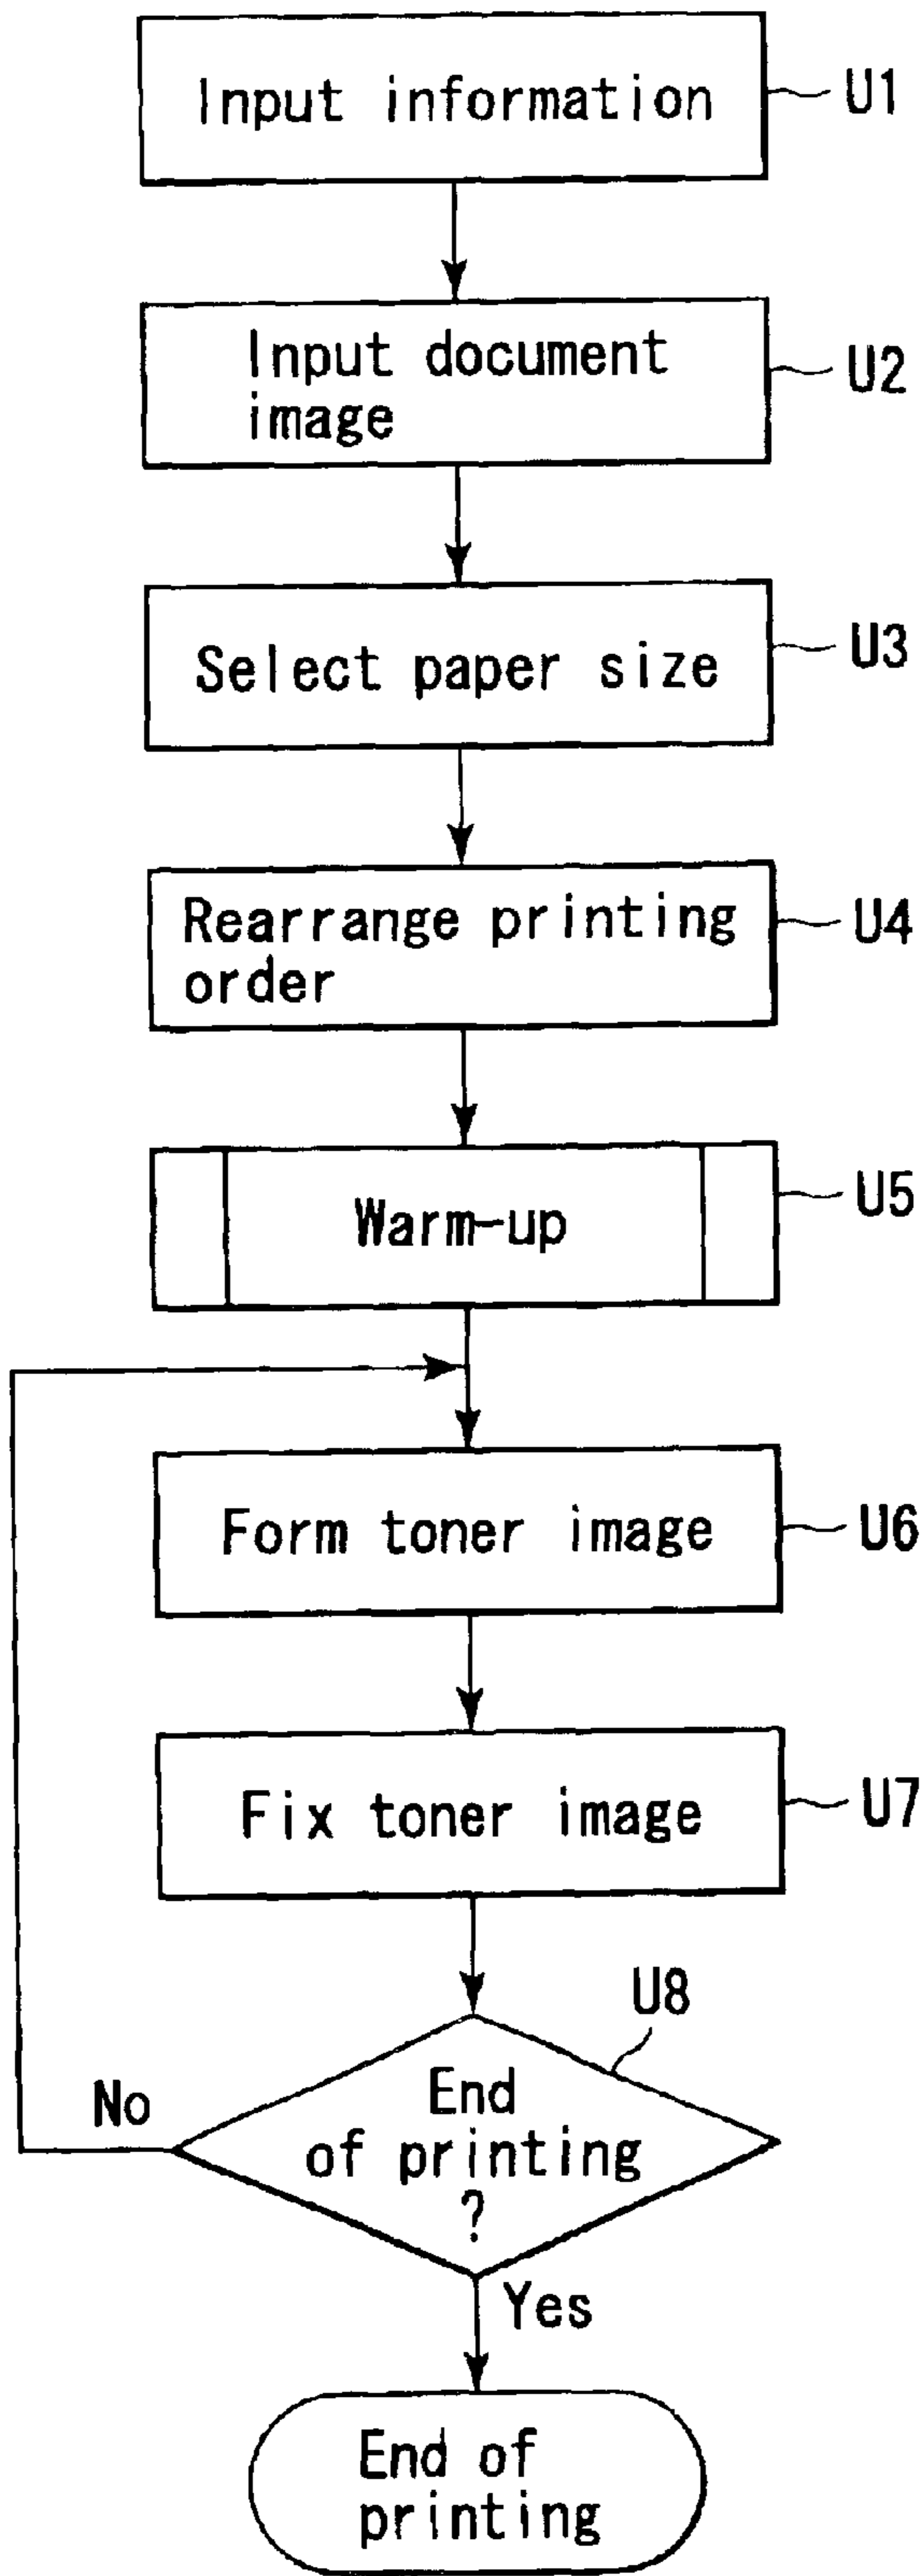 Input information
U1
Input document
image
U2
Select paper size
U3
Rearrange printing
order
U4
Warm-up
U5
Form toner image
U6
Fix toner image
U7
U8
End
of printing
?
No
Yes
End of
printing